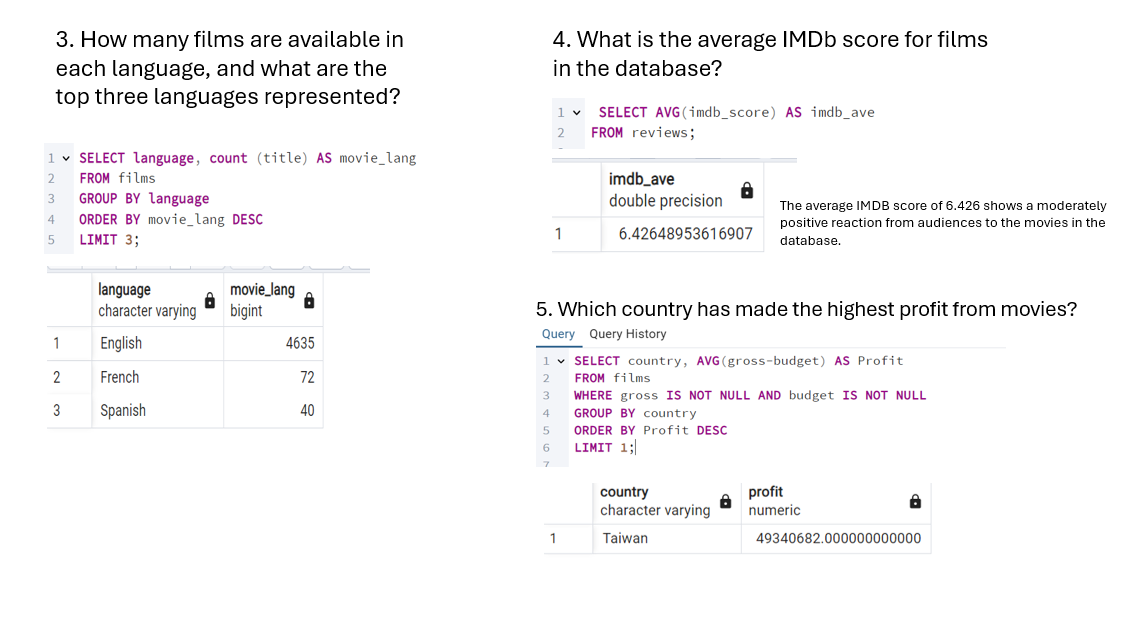 3. How many films are available in
each language, and what are the
top three languages represented?
1 SELECT language, count (title) AS movie_lang
2 FROM films
3 GROUP BY language
4 ORDER BY movie_lang DESC
5 LIMIT 3;
language movie_lang
character varying bigint
1 English 4635
2 French 72
3 Spanish 40
4. What is the average IMDb score for films
in the database?
1 SELECT AVG(imdb_score) AS imdb_ave
2 FROM reviews;
imdb_ave
double precision
1 6.42648953616907
The average IMDB score of 6.426 shows a moderately
positive reaction from audiences to the movies in the
database.
5. Which country has made the highest profit from movies?
Query Query History
1 SELECT country, AVG(gross-budget) AS Profit
2 FROM films
3 WHERE gross IS NOT NULL AND budget IS NOT NULL
4 GROUP BY country
5 ORDER BY Profit DESC
6 LIMIT 1;
7
country profit
character varying numeric
1 Taiwan 49340682.000000000000